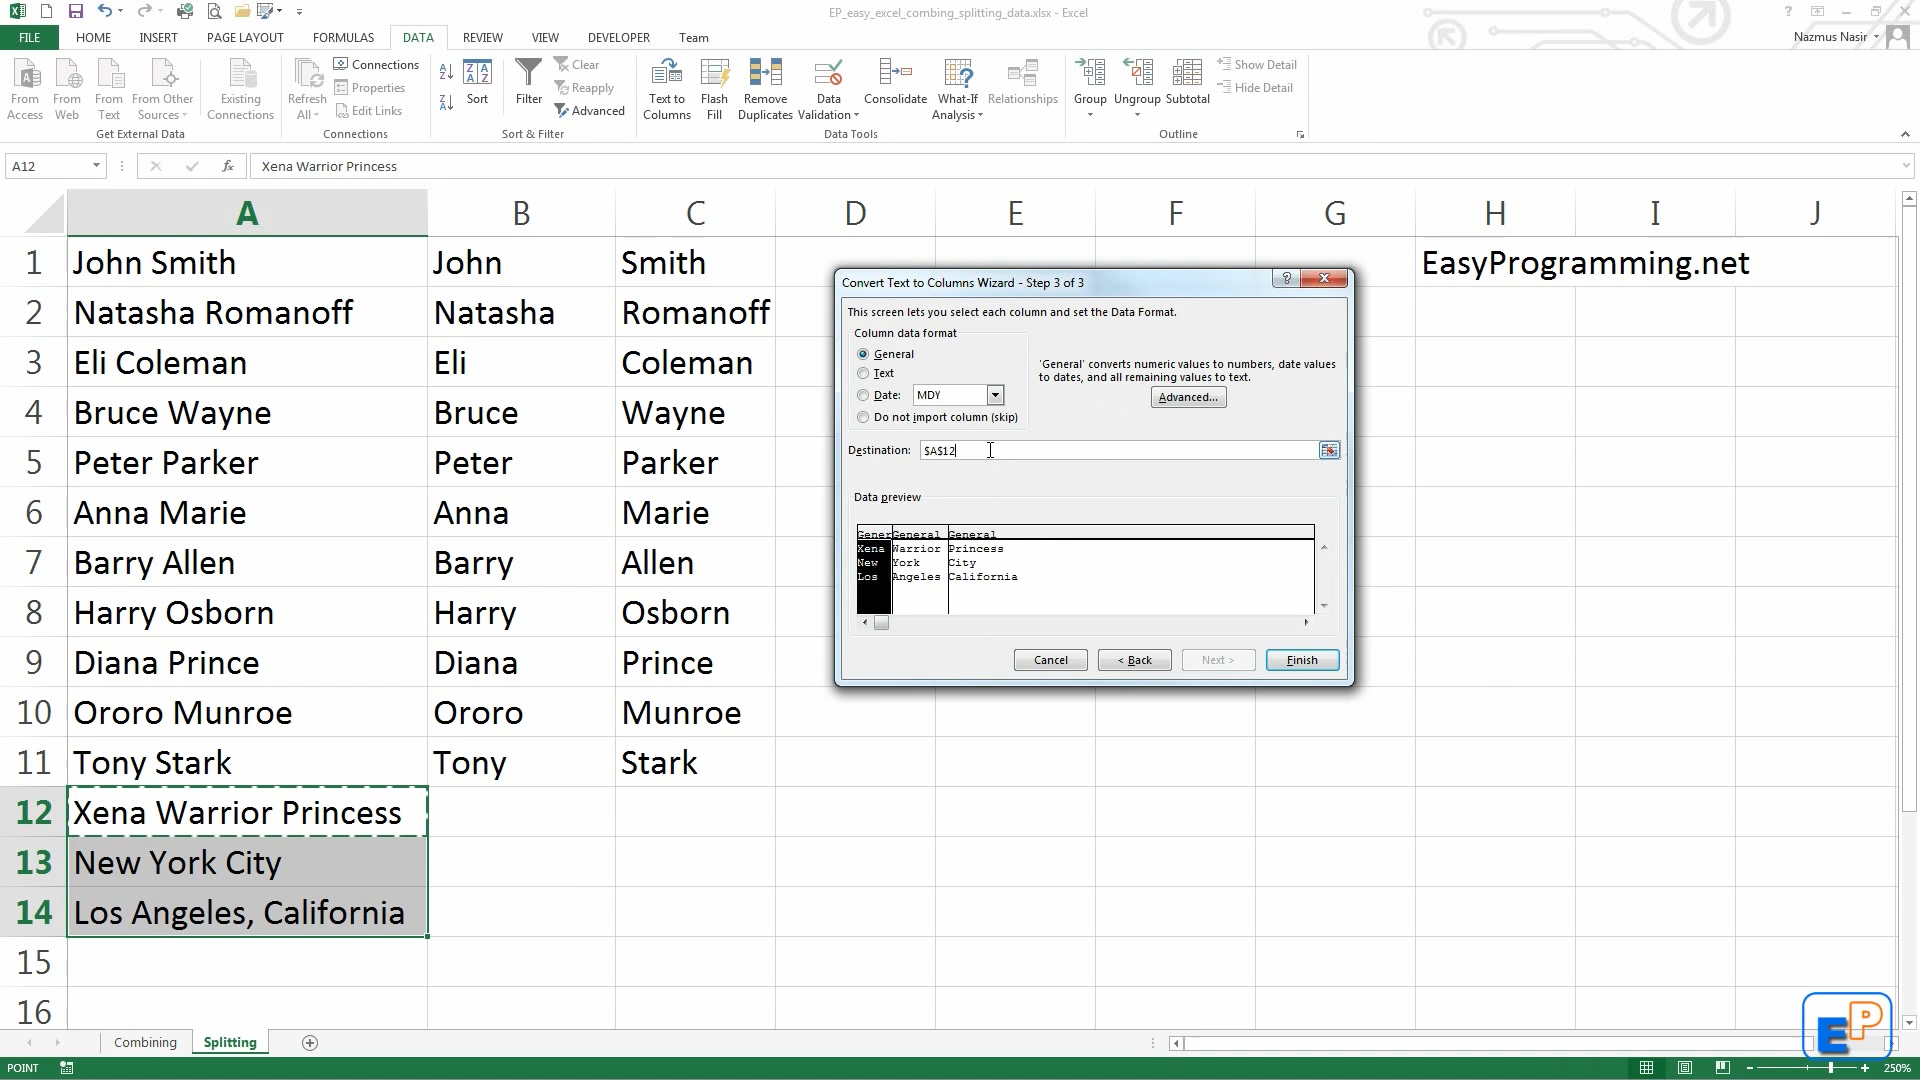 EP_easy_excel_combing_splitting_data.xlsx - Excel
FILE HOME INSERT PAGE LAYOUT FORMULAS DATA REVIEW VIEW DEVELOPER Team Nazmus Nasir
From Access
From Web
From Text
From Other Sources
Existing Connections
Get External Data
Refresh All
Connections
Properties
Edit Links
Connections
Sort
Filter
Clear
Reapply
Advanced
Sort & Filter
Text to Columns
Flash Fill
Remove Duplicates
Data Validation
Consolidate
What-If Analysis
Relationships
Data Tools
Group
Ungroup
Subtotal
Show Detail
Hide Detail
Outline
A12 fx Xena Warrior Princess
A B C D E F G H I J
1 John Smith John Smith EasyProgramming.net
2 Natasha Romanoff Natasha Romanoff
3 Eli Coleman Eli Coleman
4 Bruce Wayne Bruce Wayne
5 Peter Parker Peter Parker
6 Anna Marie Anna Marie
7 Barry Allen Barry Allen
8 Harry Osborn Harry Osborn
9 Diana Prince Diana Prince
10 Ororo Munroe Ororo Munroe
11 Tony Stark Tony Stark
12 Xena Warrior Princess
13 New York City
14 Los Angeles, California
15
16
Convert Text to Columns Wizard - Step 3 of 3
This screen lets you select each column and set the Data Format.
Column data format
General
Text
Date: MDY
Do not import column (skip)
'General' converts numeric values to numbers, date values
to dates, and all remaining values to text.
Advanced...
Destination: $A$12
Data preview
Gener General General
Xena Warrior Princess
New York City
Los Angeles California
Cancel < Back Next > Finish
Combining Splitting
EP
POINT 250%